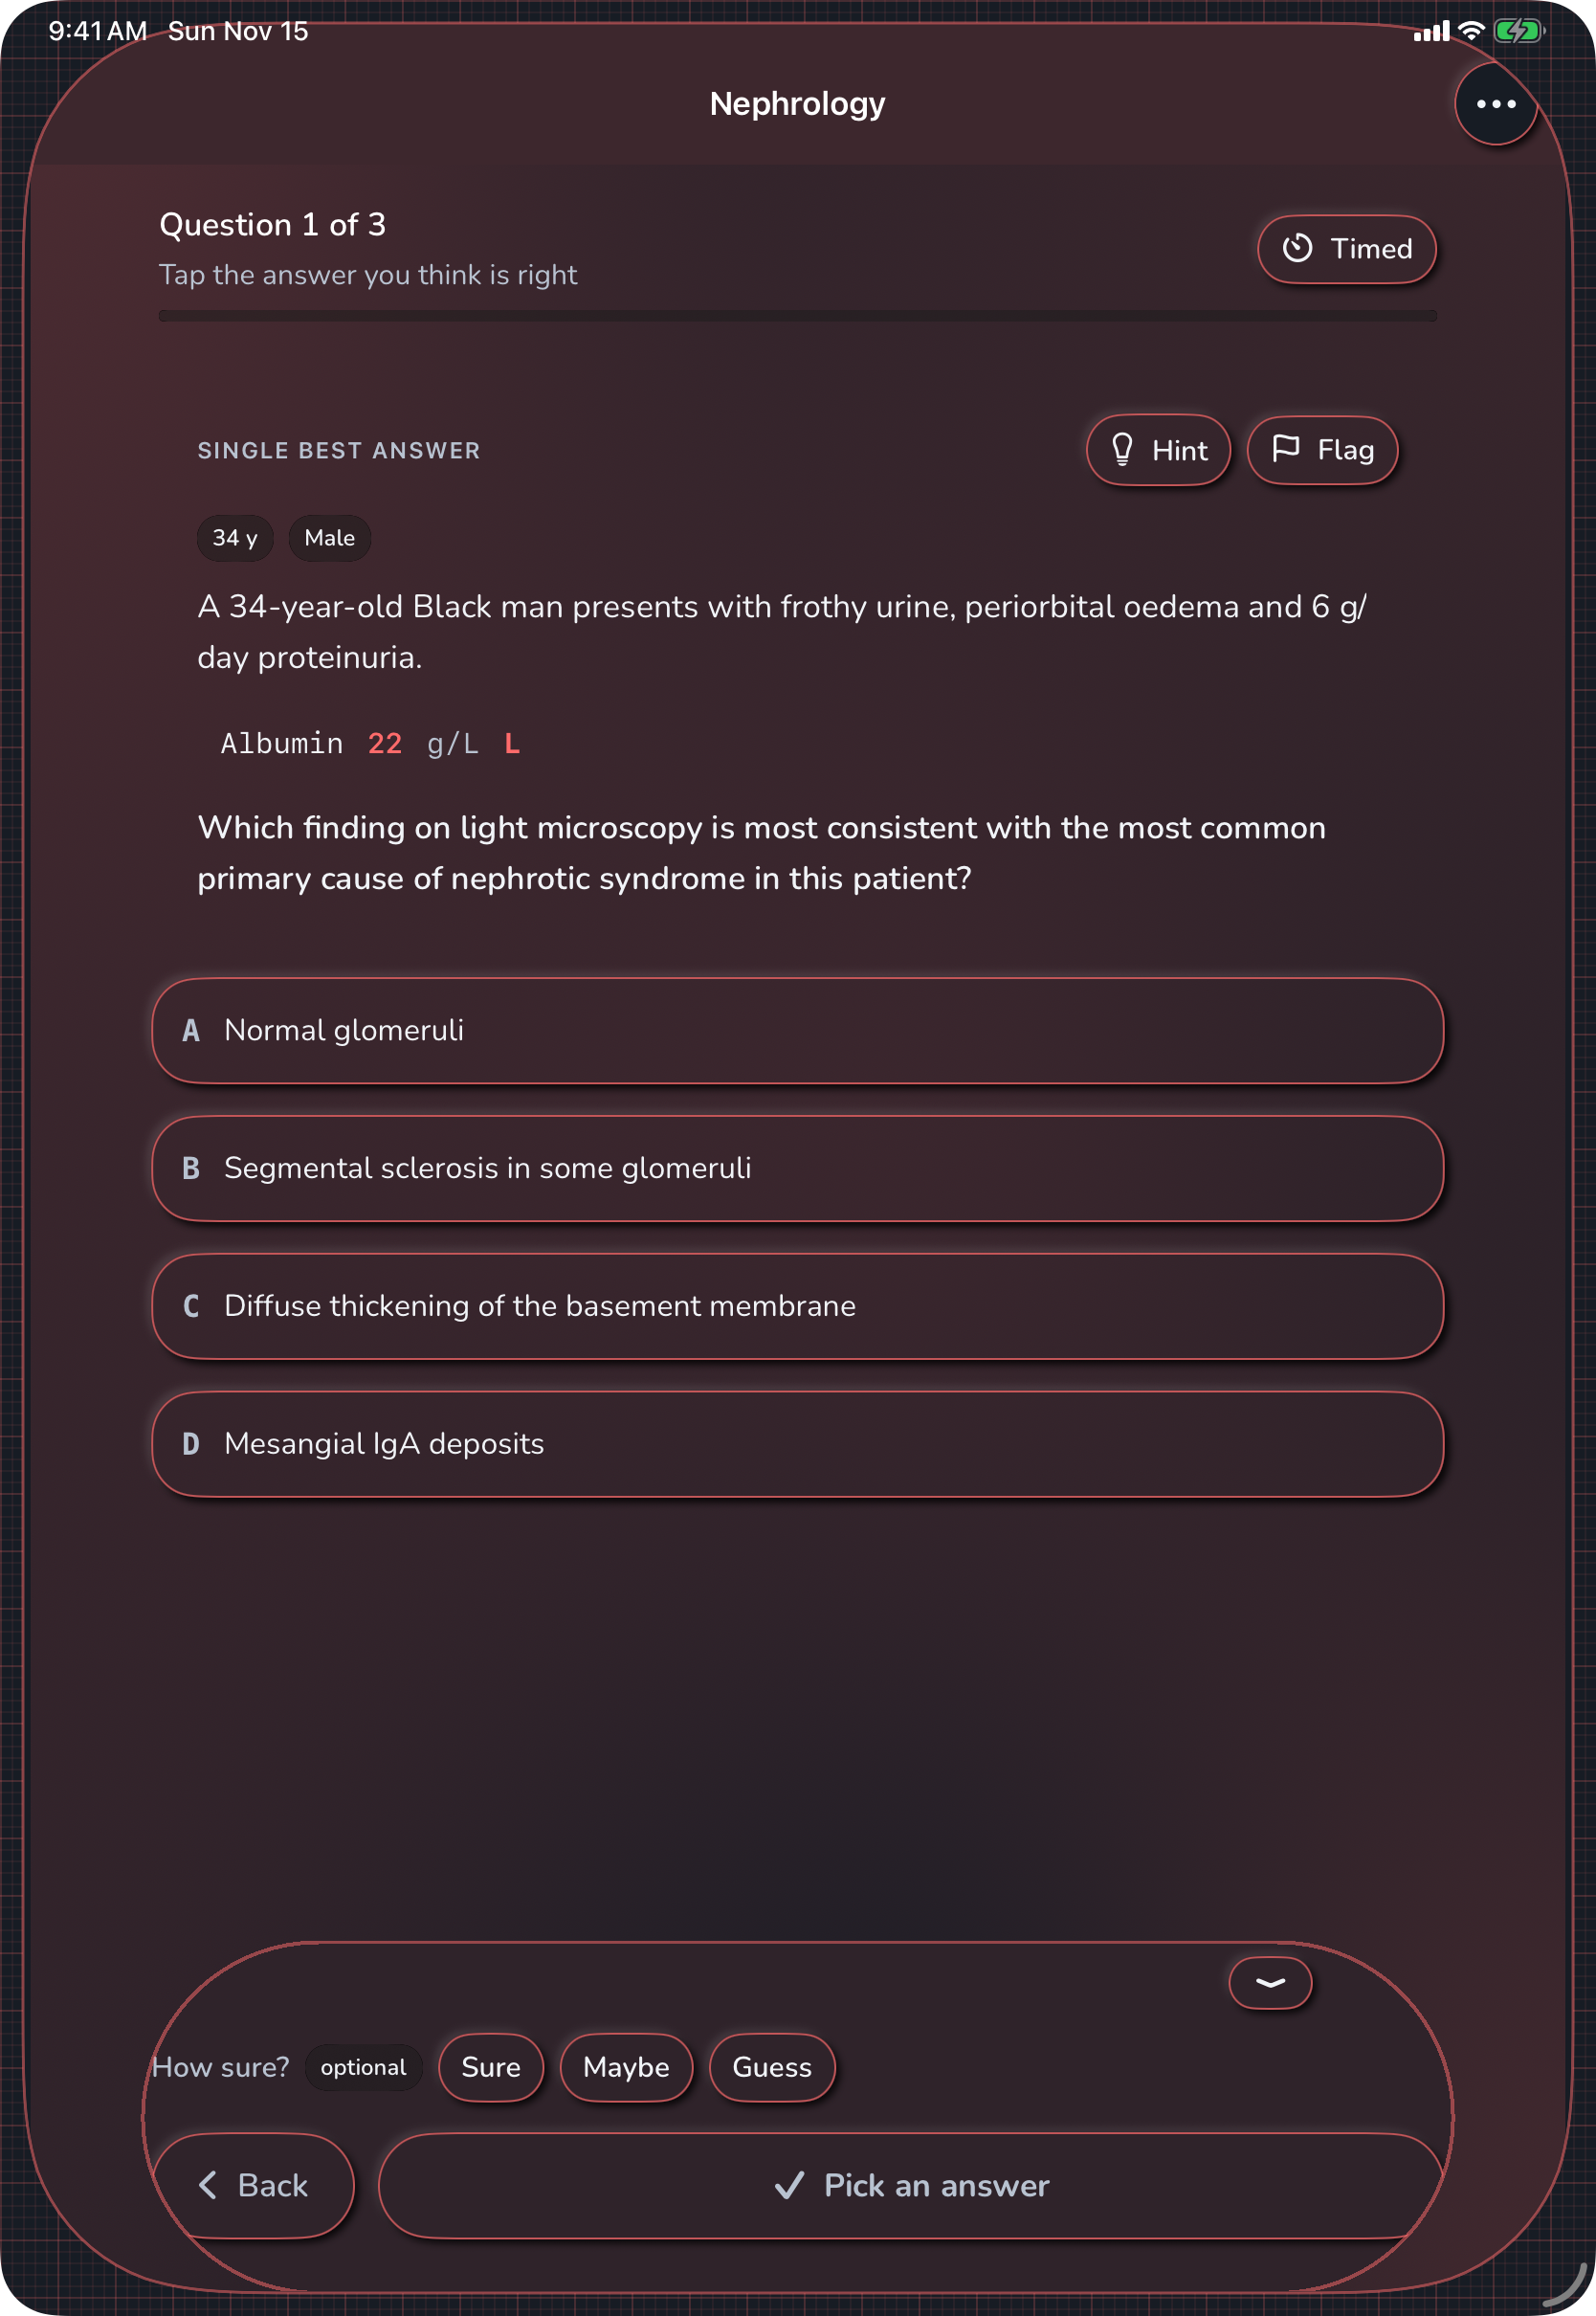 9:41 AM Sun Nov 15
Nephrology
Question 1 of 3
Tap the answer you think is right
Timed
SINGLE BEST ANSWER
Hint
Flag
34 y
Male
A 34-year-old Black man presents with frothy urine, periorbital oedema and 6 g/
day proteinuria.
Albumin 22 g/L L
Which finding on light microscopy is most consistent with the most common
primary cause of nephrotic syndrome in this patient?
A Normal glomeruli
B Segmental sclerosis in some glomeruli
C Diffuse thickening of the basement membrane
D Mesangial IgA deposits
How sure? optional Sure Maybe Guess
Back
Pick an answer